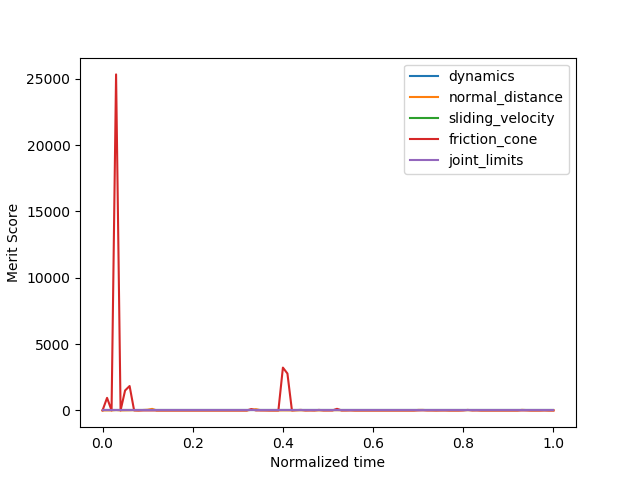 dynamics
normal_distance
sliding_velocity
friction_cone
joint_limits
25000
20000
15000
10000
5000
0
Merit Score
0.0 0.2 0.4 0.6 0.8 1.0
Normalized time